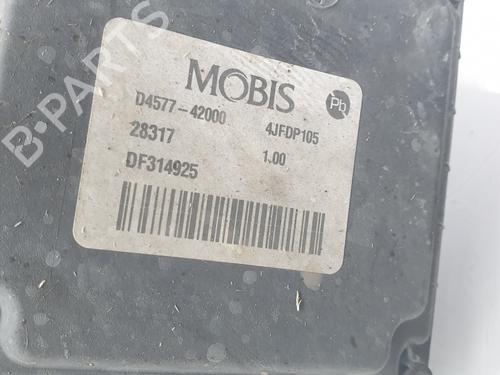 B-PARTS
MOBIS
Pb
D4577-42000 4JFDP105
28317 1.00
DF314925